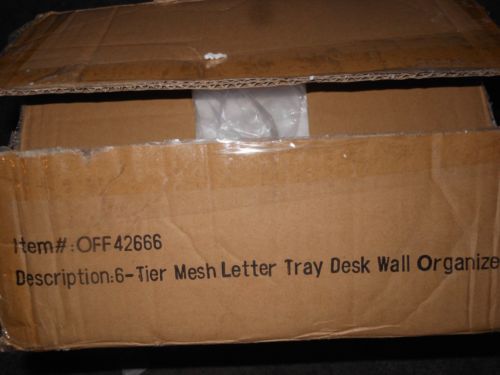 Item#:OFF42666
Description:6-Tier Mesh Letter Tray Desk Wall Organize